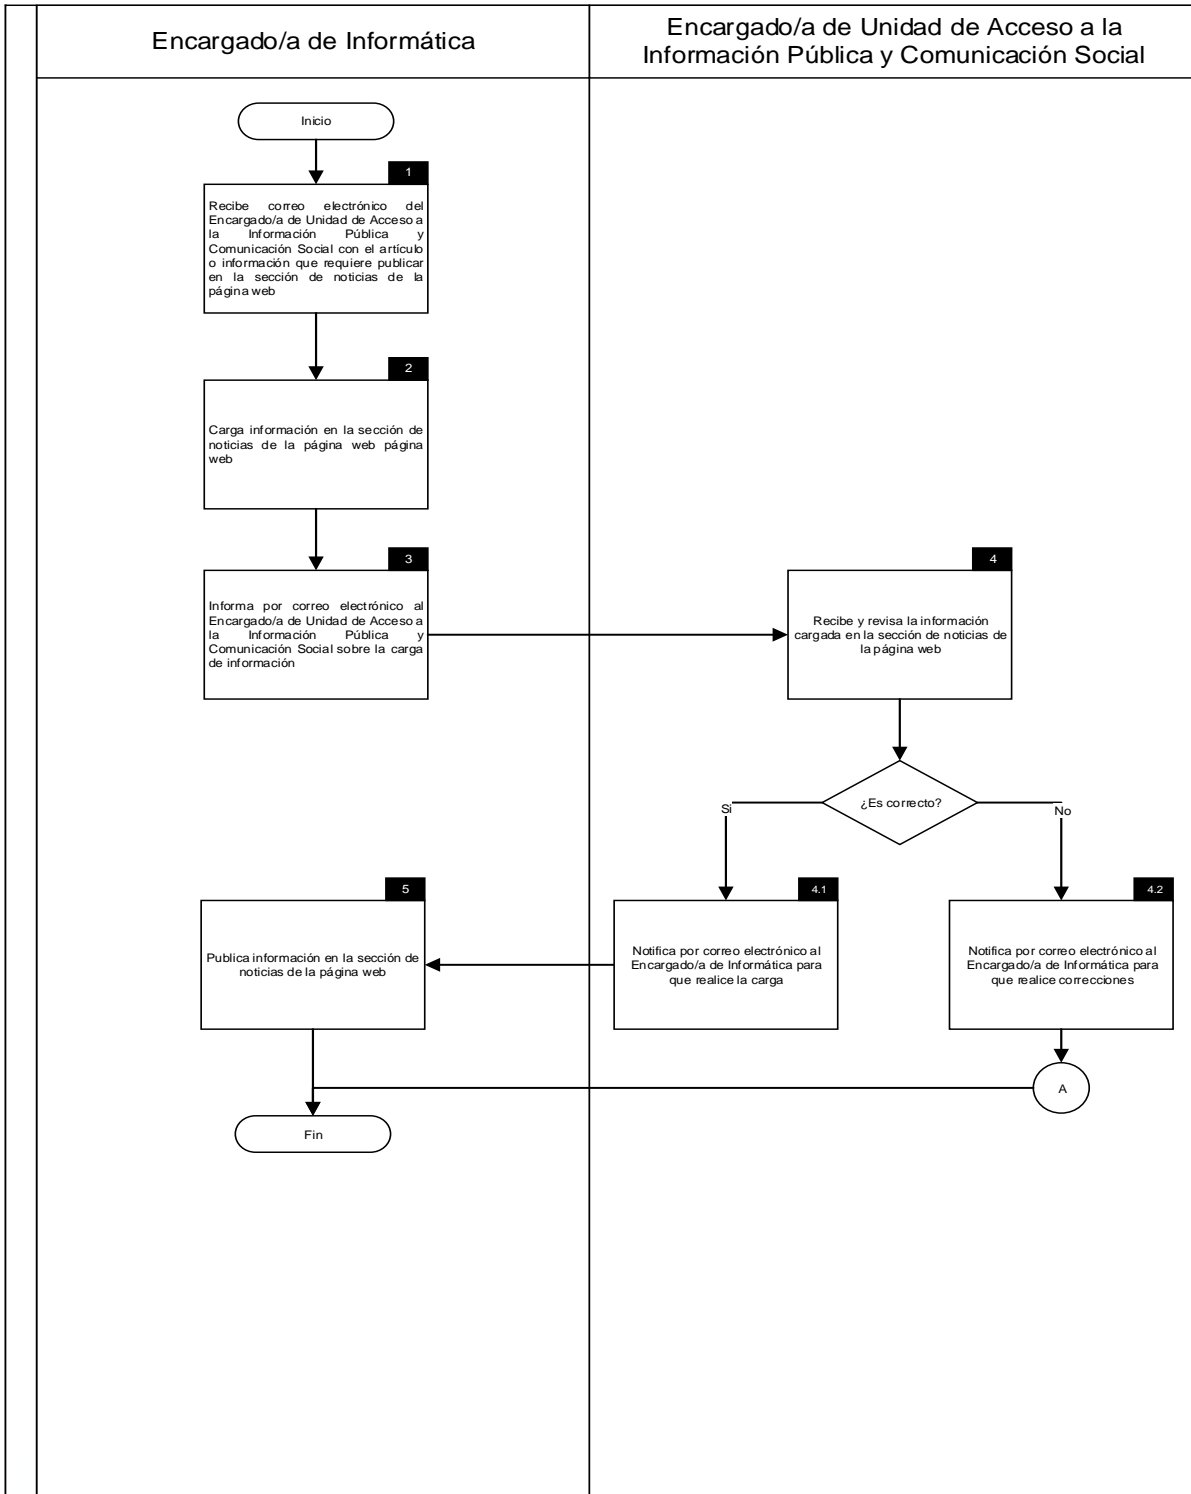 Encargado/a de Informática
Encargado/a de Unidad de Acceso a la
Información Pública y Comunicación Social
Inicio
1
Recibe correo electrónico del
Encargado/a de Unidad de Acceso a
la Información Pública y
Comunicación Social con el artículo
o información que requiere publicar
en la sección de noticias de la
página web
2
Carga información en la sección de
noticias de la página web página
web
3
Informa por correo electrónico al
Encargado/a de Unidad de Acceso a
la Información Pública y
Comunicación Social sobre la carga
de información
4
Recibe y revisa la información
cargada en la sección de noticias de
la página web
¿Es correcto?
Si
No
5
Publica información en la sección de
noticias de la página web
4.1
Notifica por correo electrónico al
Encargado/a de Informática para
que realice la carga
4.2
Notifica por correo electrónico al
Encargado/a de Informática para
que realice correcciones
A
Fin